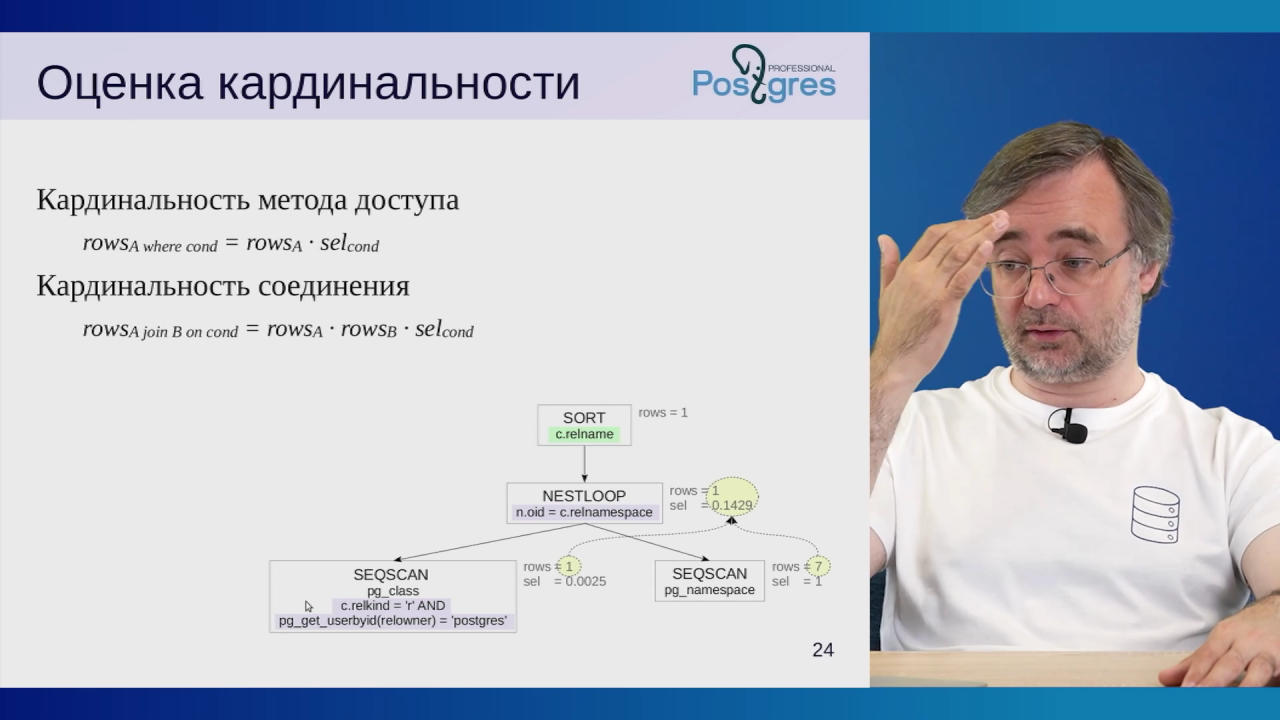 Оценка кардинальности
PROFESSIONAL
Postgres
Кардинальность метода доступа
rowsA where cond = rowsA · selcond
Кардинальность соединения
rowsA join B on cond = rowsA · rowsB · selcond
SORT
c.relname
rows = 1
NESTLOOP
n.oid = c.relnamespace
rows = 1
sel = 0.1429
SEQSCAN
pg_class
c.relkind = 'r' AND
pg_get_userbyid(relowner) = 'postgres'
rows = 1
sel = 0.0025
SEQSCAN
pg_namespace
rows = 7
sel = 1
24